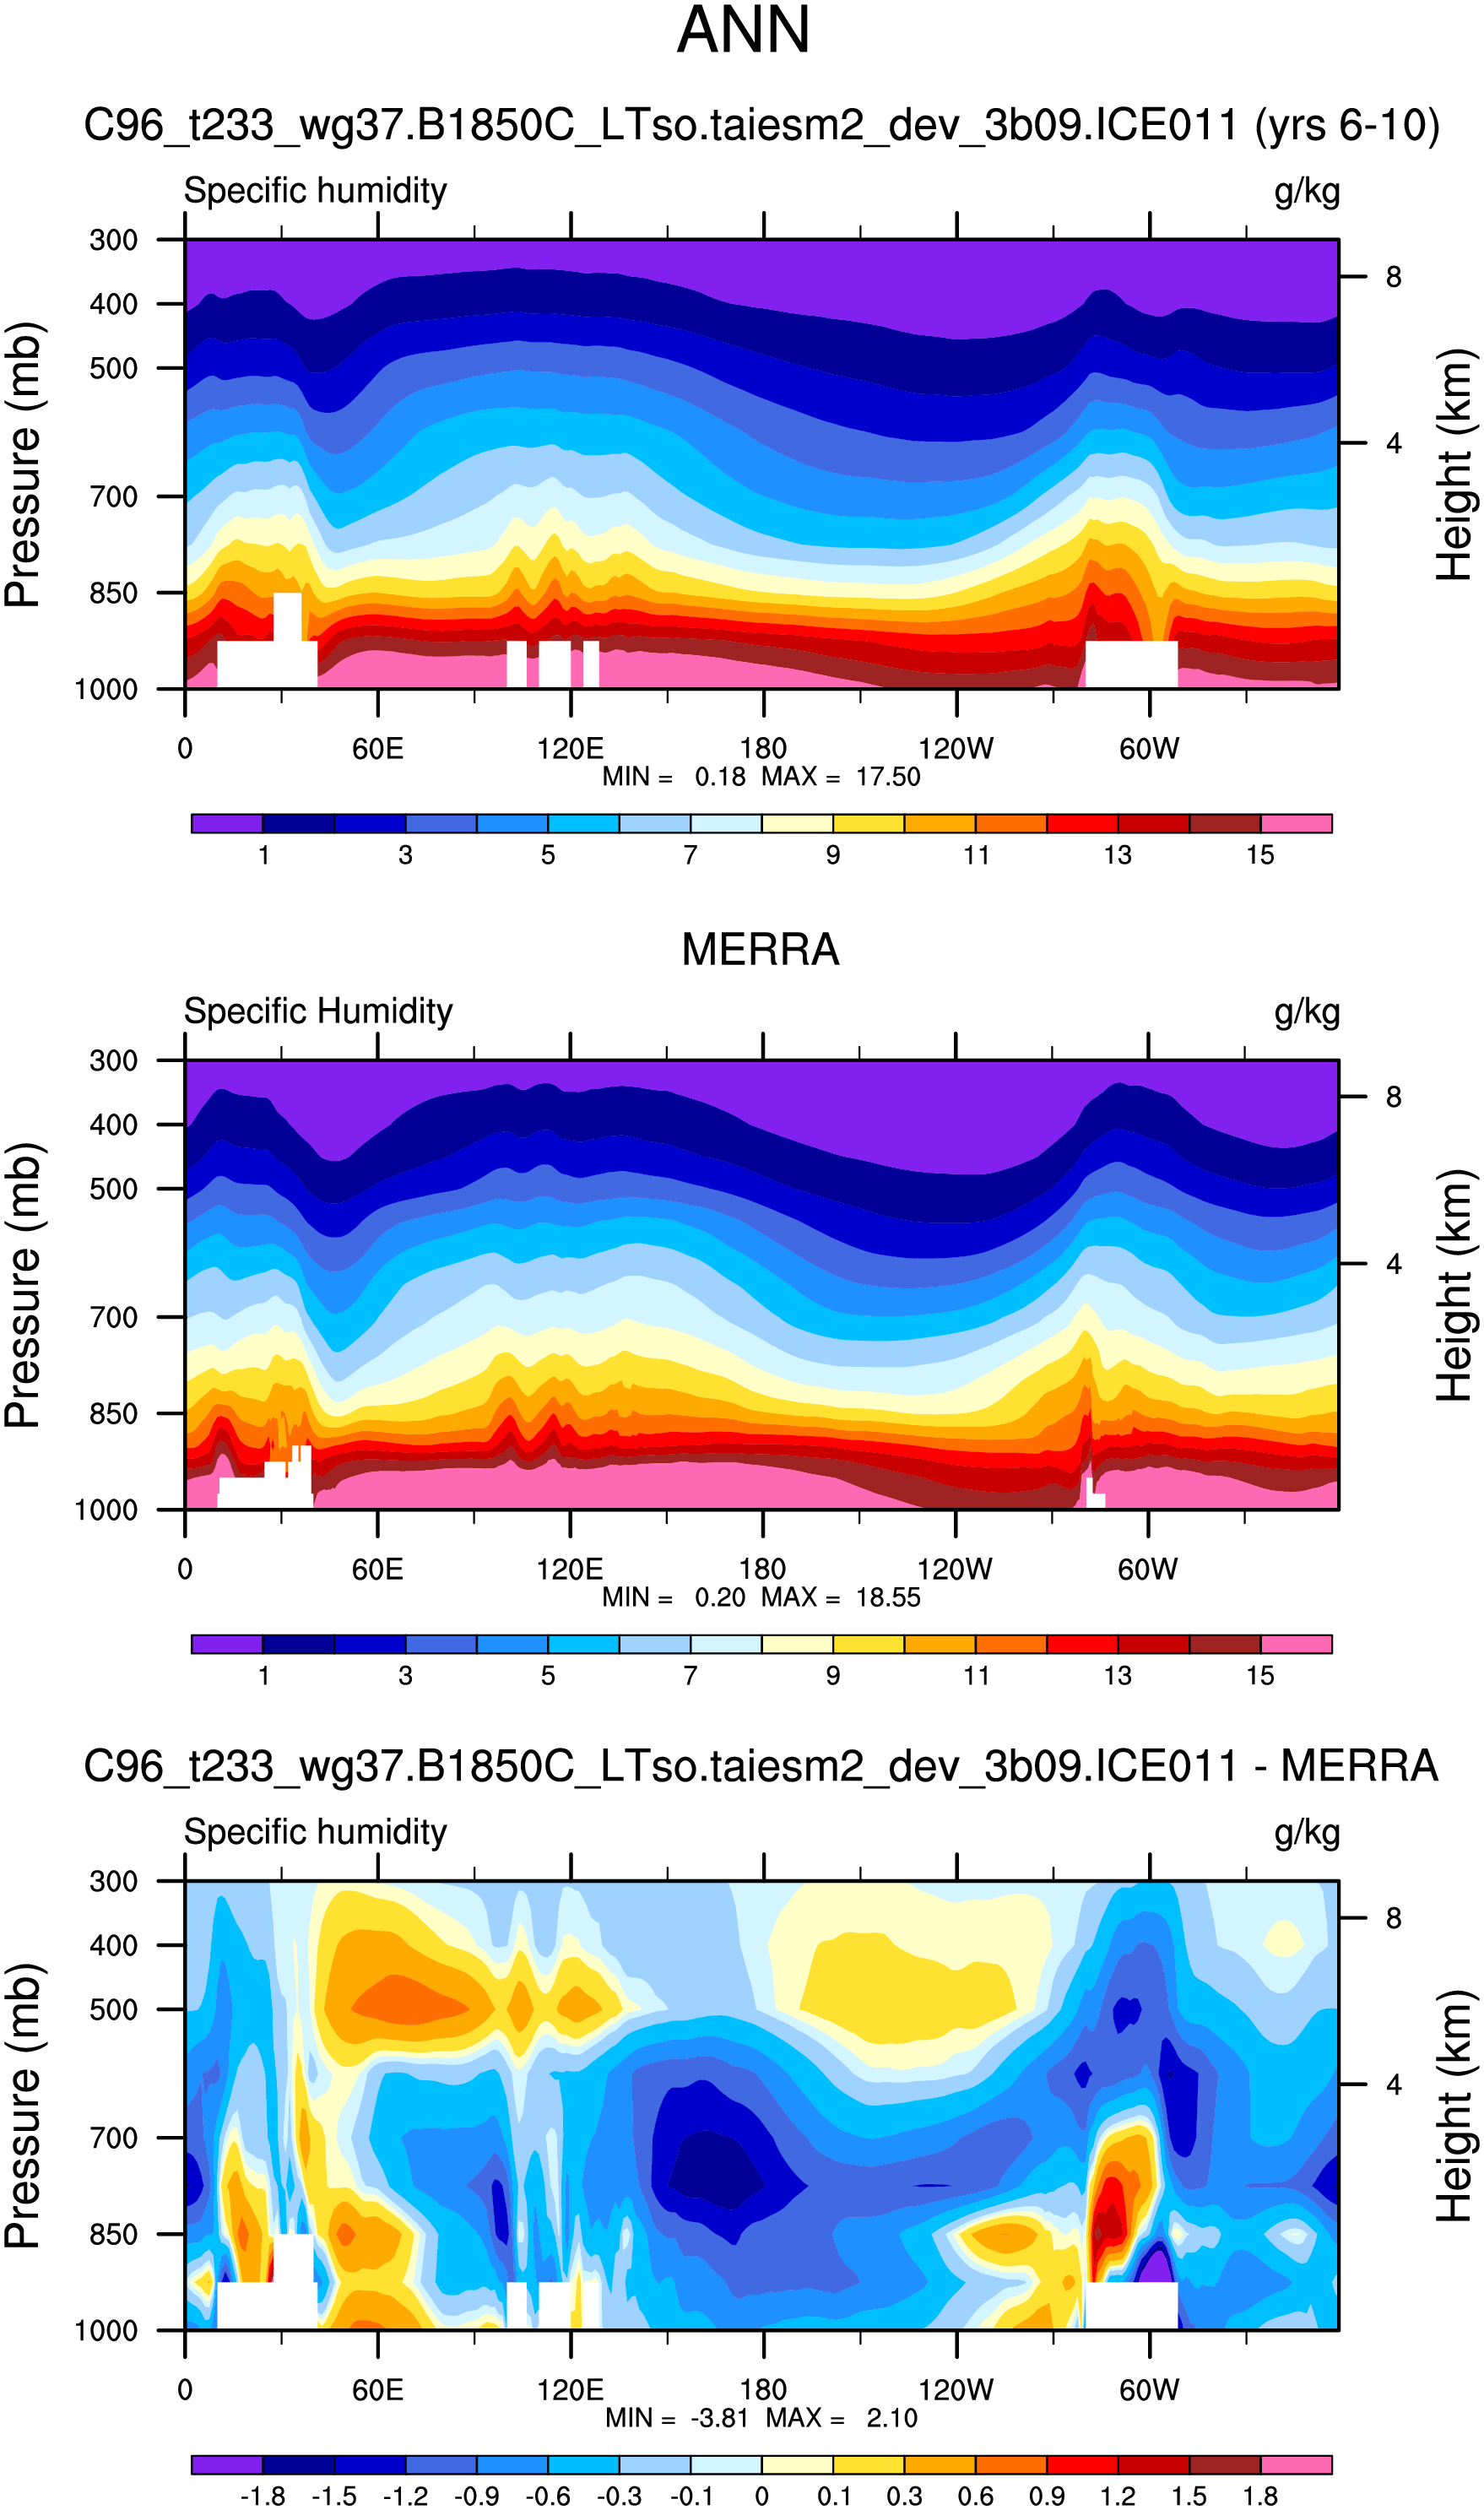 ANN
C96_t233_wg37.B1850C_LTso.taiesm2_dev_3b09.ICE011 (yrs 6-10)
Specific humidity g/kg
Pressure (mb)
300
400
500
700
850
1000
8
4
Height (km)
0 60E 120E 180 120W 60W
MIN = 0.18 MAX = 17.50
1 3 5 7 9 11 13 15
MERRA
Specific Humidity g/kg
Pressure (mb)
300
400
500
700
850
1000
8
4
Height (km)
0 60E 120E 180 120W 60W
MIN = 0.20 MAX = 18.55
1 3 5 7 9 11 13 15
C96_t233_wg37.B1850C_LTso.taiesm2_dev_3b09.ICE011 - MERRA
Specific humidity g/kg
Pressure (mb)
300
400
500
700
850
1000
8
4
Height (km)
0 60E 120E 180 120W 60W
MIN = -3.81 MAX = 2.10
-1.8 -1.5 -1.2 -0.9 -0.6 -0.3 -0.1 0 0.1 0.3 0.6 0.9 1.2 1.5 1.8